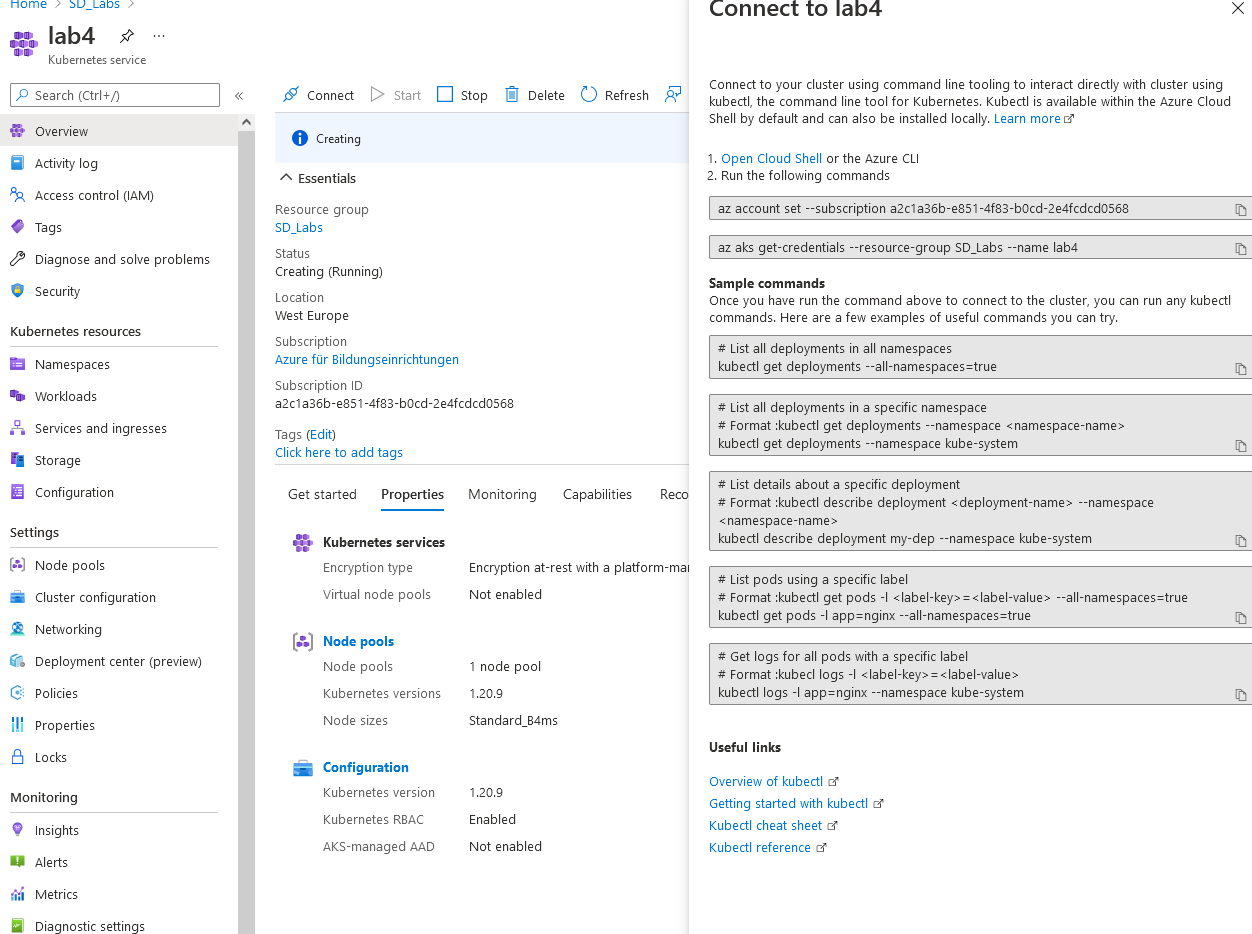 Home > SD_Labs >
lab4
...
Kubernetes service
Search (Ctrl+/)
«
Overview
Activity log
Access control (IAM)
Tags
Diagnose and solve problems
Security
Kubernetes resources
Namespaces
Workloads
Services and ingresses
Storage
Configuration
Settings
Node pools
Cluster configuration
Networking
Deployment center (preview)
Policies
Properties
Locks
Monitoring
Insights
Alerts
Metrics
Diagnostic settings
Connect Start Stop Delete Refresh
Creating
Essentials
Resource group
SD_Labs
Status
Creating (Running)
Location
West Europe
Subscription
Azure für Bildungseinrichtungen
Subscription ID
a2c1a36b-e851-4f83-b0cd-2e4fcdcd0568
Tags (Edit)
Click here to add tags
Get started Properties Monitoring Capabilities Reco
Kubernetes services
Encryption type Encryption at-rest with a platform-mar
Virtual node pools Not enabled
Node pools
Node pools 1 node pool
Kubernetes versions 1.20.9
Node sizes Standard_B4ms
Configuration
Kubernetes version 1.20.9
Kubernetes RBAC Enabled
AKS-managed AAD Not enabled
Connect to lab4
Connect to your cluster using command line tooling to interact directly with cluster using
kubectl, the command line tool for Kubernetes. Kubectl is available within the Azure Cloud
Shell by default and can also be installed locally. Learn more
1. Open Cloud Shell or the Azure CLI
2. Run the following commands
az account set --subscription a2c1a36b-e851-4f83-b0cd-2e4fcdcd0568
az aks get-credentials --resource-group SD_Labs --name lab4
Sample commands
Once you have run the command above to connect to the cluster, you can run any kubectl
commands. Here are a few examples of useful commands you can try.
# List all deployments in all namespaces
kubectl get deployments --all-namespaces=true
# List all deployments in a specific namespace
# Format :kubectl get deployments --namespace <namespace-name>
kubectl get deployments --namespace kube-system
# List details about a specific deployment
# Format :kubectl describe deployment <deployment-name> --namespace
<namespace-name>
kubectl describe deployment my-dep --namespace kube-system
# List pods using a specific label
# Format :kubectl get pods -l <label-key>=<label-value> --all-namespaces=true
kubectl get pods -l app=nginx --all-namespaces=true
# Get logs for all pods with a specific label
# Format :kubecl logs -l <label-key>=<label-value>
kubectl logs -l app=nginx --namespace kube-system
Useful links
Overview of kubectl
Getting started with kubectl
Kubectl cheat sheet
Kubectl reference